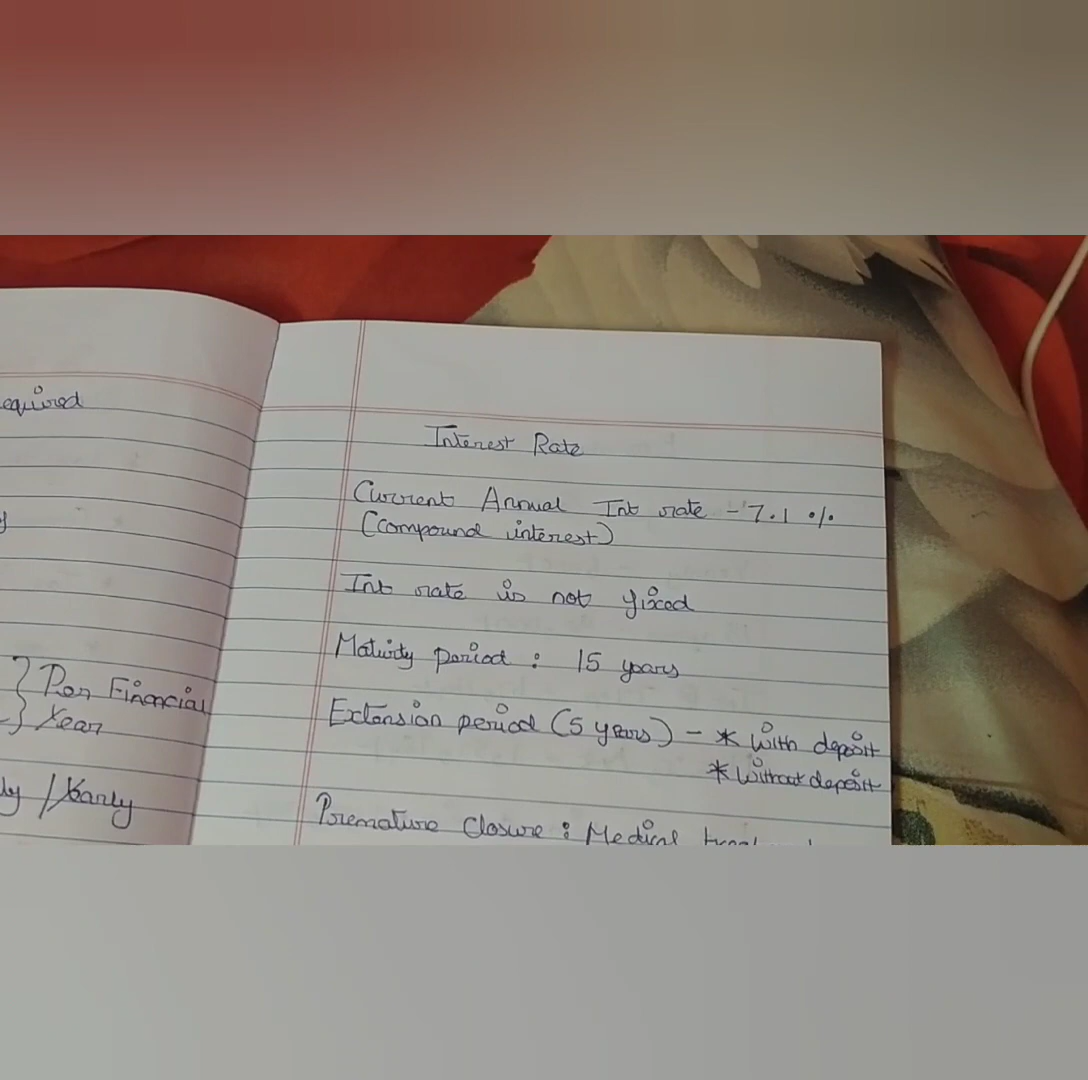 equired
} Per Financial
Year
ly / Yearly
Interest Rate
Current Annual Int rate - 7.1 %
(compound interest)
Int rate is not fixed
Maturity period : 15 years
Extension period (5 years) - * With deposit
* Without deposit
Premature Closure : Medical